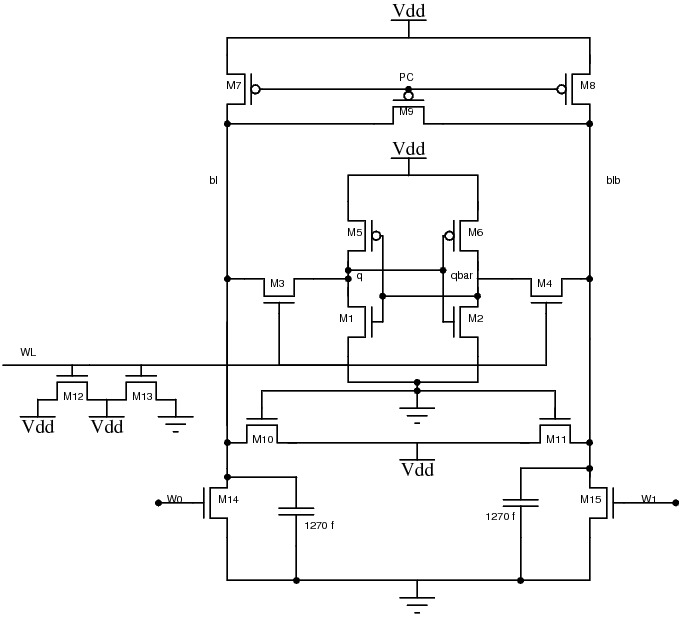 Vdd
PC
M7
M8
M9
Vdd
bl
blb
M5
M6
q
qbar
M3
M4
M1
M2
WL
M12
M13
Vdd
Vdd
M10
M11
Vdd
W0
M14
M15
W1
1270 f
1270 f